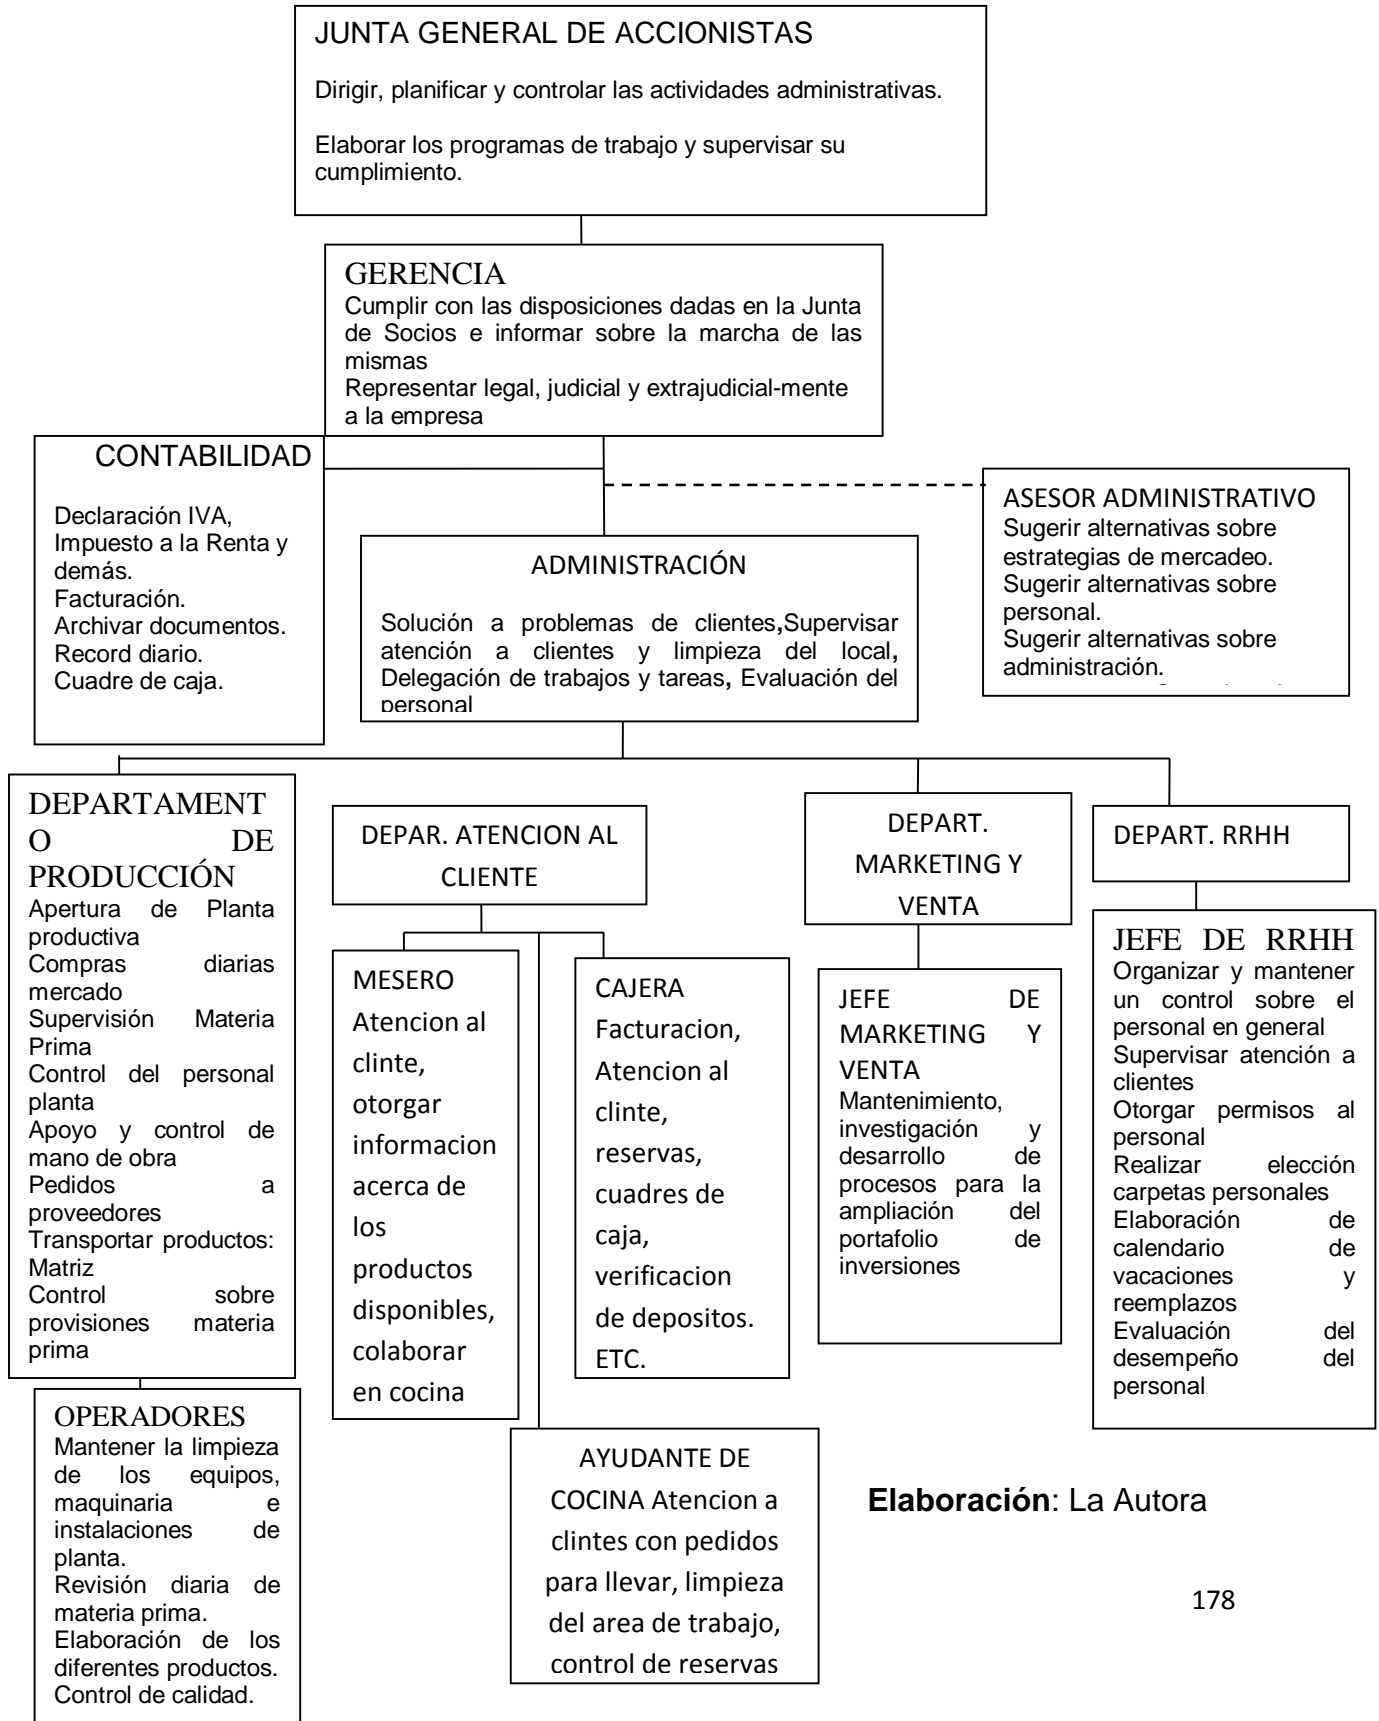 JUNTA GENERAL DE ACCIONISTAS
Dirigir, planificar y controlar las actividades administrativas.
Elaborar los programas de trabajo y supervisar su
cumplimiento.
GERENCIA
Cumplir con las disposiciones dadas en la Junta
de Socios e informar sobre la marcha de las
mismas
Representar legal, judicial y extrajudicial-mente
a la empresa
CONTABILIDAD
Declaración IVA,
Impuesto a la Renta y
demás.
Facturación.
Archivar documentos.
Record diario.
Cuadre de caja.
ASESOR ADMINISTRATIVO
Sugerir alternativas sobre
estrategias de mercadeo.
Sugerir alternativas sobre
personal.
Sugerir alternativas sobre
administración.
ADMINISTRACIÓN
Solución a problemas de clientes,Supervisar
atención a clientes y limpieza del local,
Delegación de trabajos y tareas, Evaluación del
personal
DEPARTAMENT
O DE
PRODUCCIÓN
Apertura de Planta
productiva
Compras diarias
mercado
Supervisión Materia
Prima
Control del personal
planta
Apoyo y control de
mano de obra
Pedidos a
proveedores
Transportar productos:
Matriz
Control sobre
provisiones materia
prima
OPERADORES
Mantener la limpieza
de los equipos,
maquinaria e
instalaciones de
planta.
Revisión diaria de
materia prima.
Elaboración de los
diferentes productos.
Control de calidad.
DEPAR. ATENCION AL
CLIENTE
MESERO
Atencion al
clinte,
otorgar
informacion
acerca de
los
productos
disponibles,
colaborar
en cocina
CAJERA
Facturacion,
Atencion al
clinte,
reservas,
cuadres de
caja,
verificacion
de depositos.
ETC.
AYUDANTE DE
COCINA Atencion a
clintes con pedidos
para llevar, limpieza
del area de trabajo,
control de reservas
DEPART.
MARKETING Y
VENTA
JEFE DE
MARKETING Y
VENTA
Mantenimiento,
investigación y
desarrollo de
procesos para la
ampliación del
portafolio de
inversiones
DEPART. RRHH
JEFE DE RRHH
Organizar y mantener
un control sobre el
personal en general
Supervisar atención a
clientes
Otorgar permisos al
personal
Realizar elección
carpetas personales
Elaboración de
calendario de
vacaciones y
reemplazos
Evaluación del
desempeño del
personal
Elaboración: La Autora
178